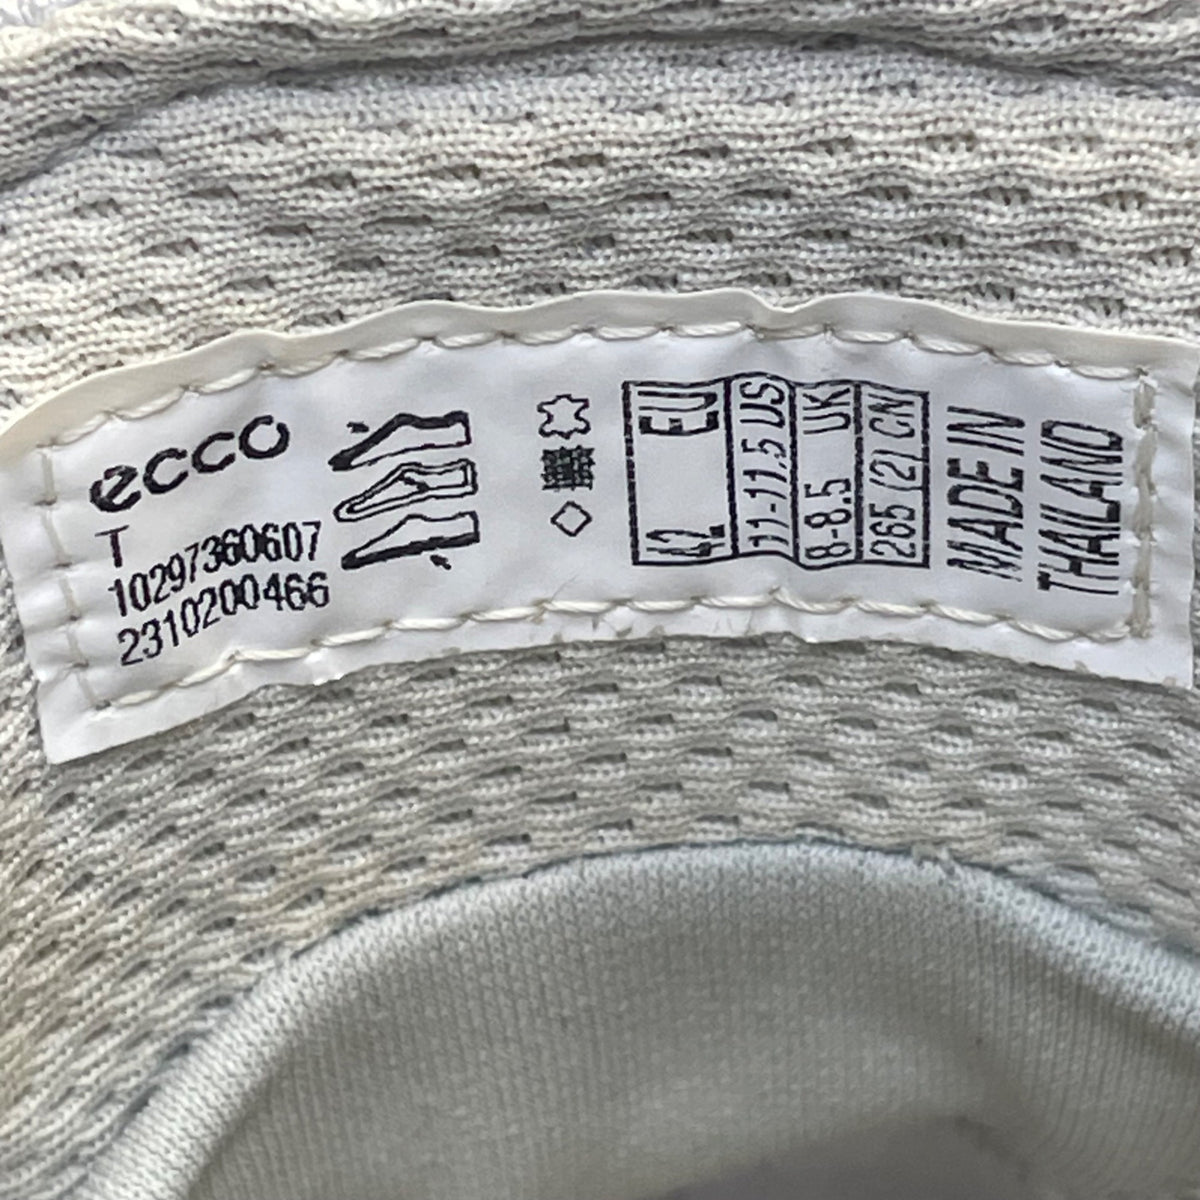 ecco
T
10297360607
2310200466
EU 42
11-11.5 US
8-8.5 UK
265 (2) CN
MADE IN
THAILAND